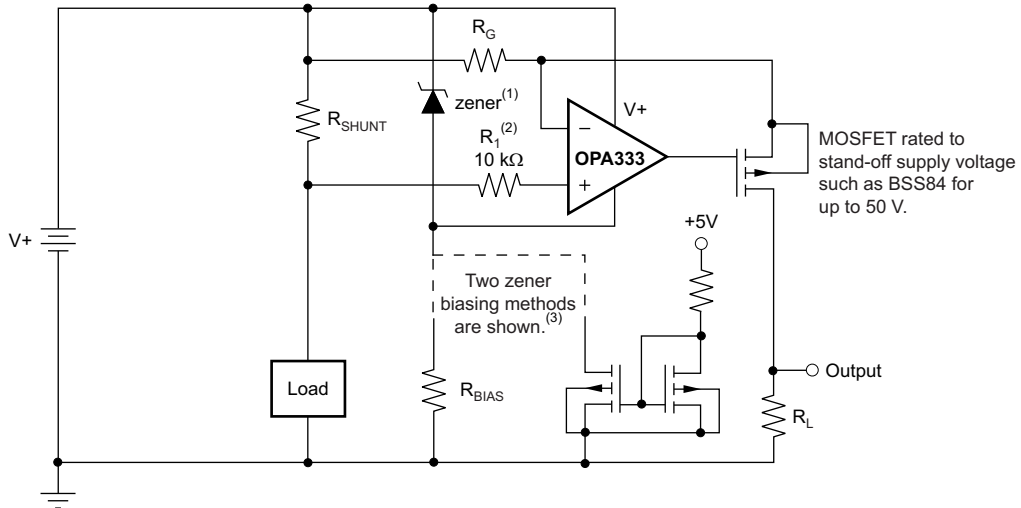 R_G
zener(1)
V+
R_SHUNT
R_1(2)
10 kΩ
−
OPA333
+
MOSFET rated to
stand-off supply voltage
such as BSS84 for
up to 50 V.
+5V
V+
Two zener
biasing methods
are shown.(3)
Load
R_BIAS
Output
R_L